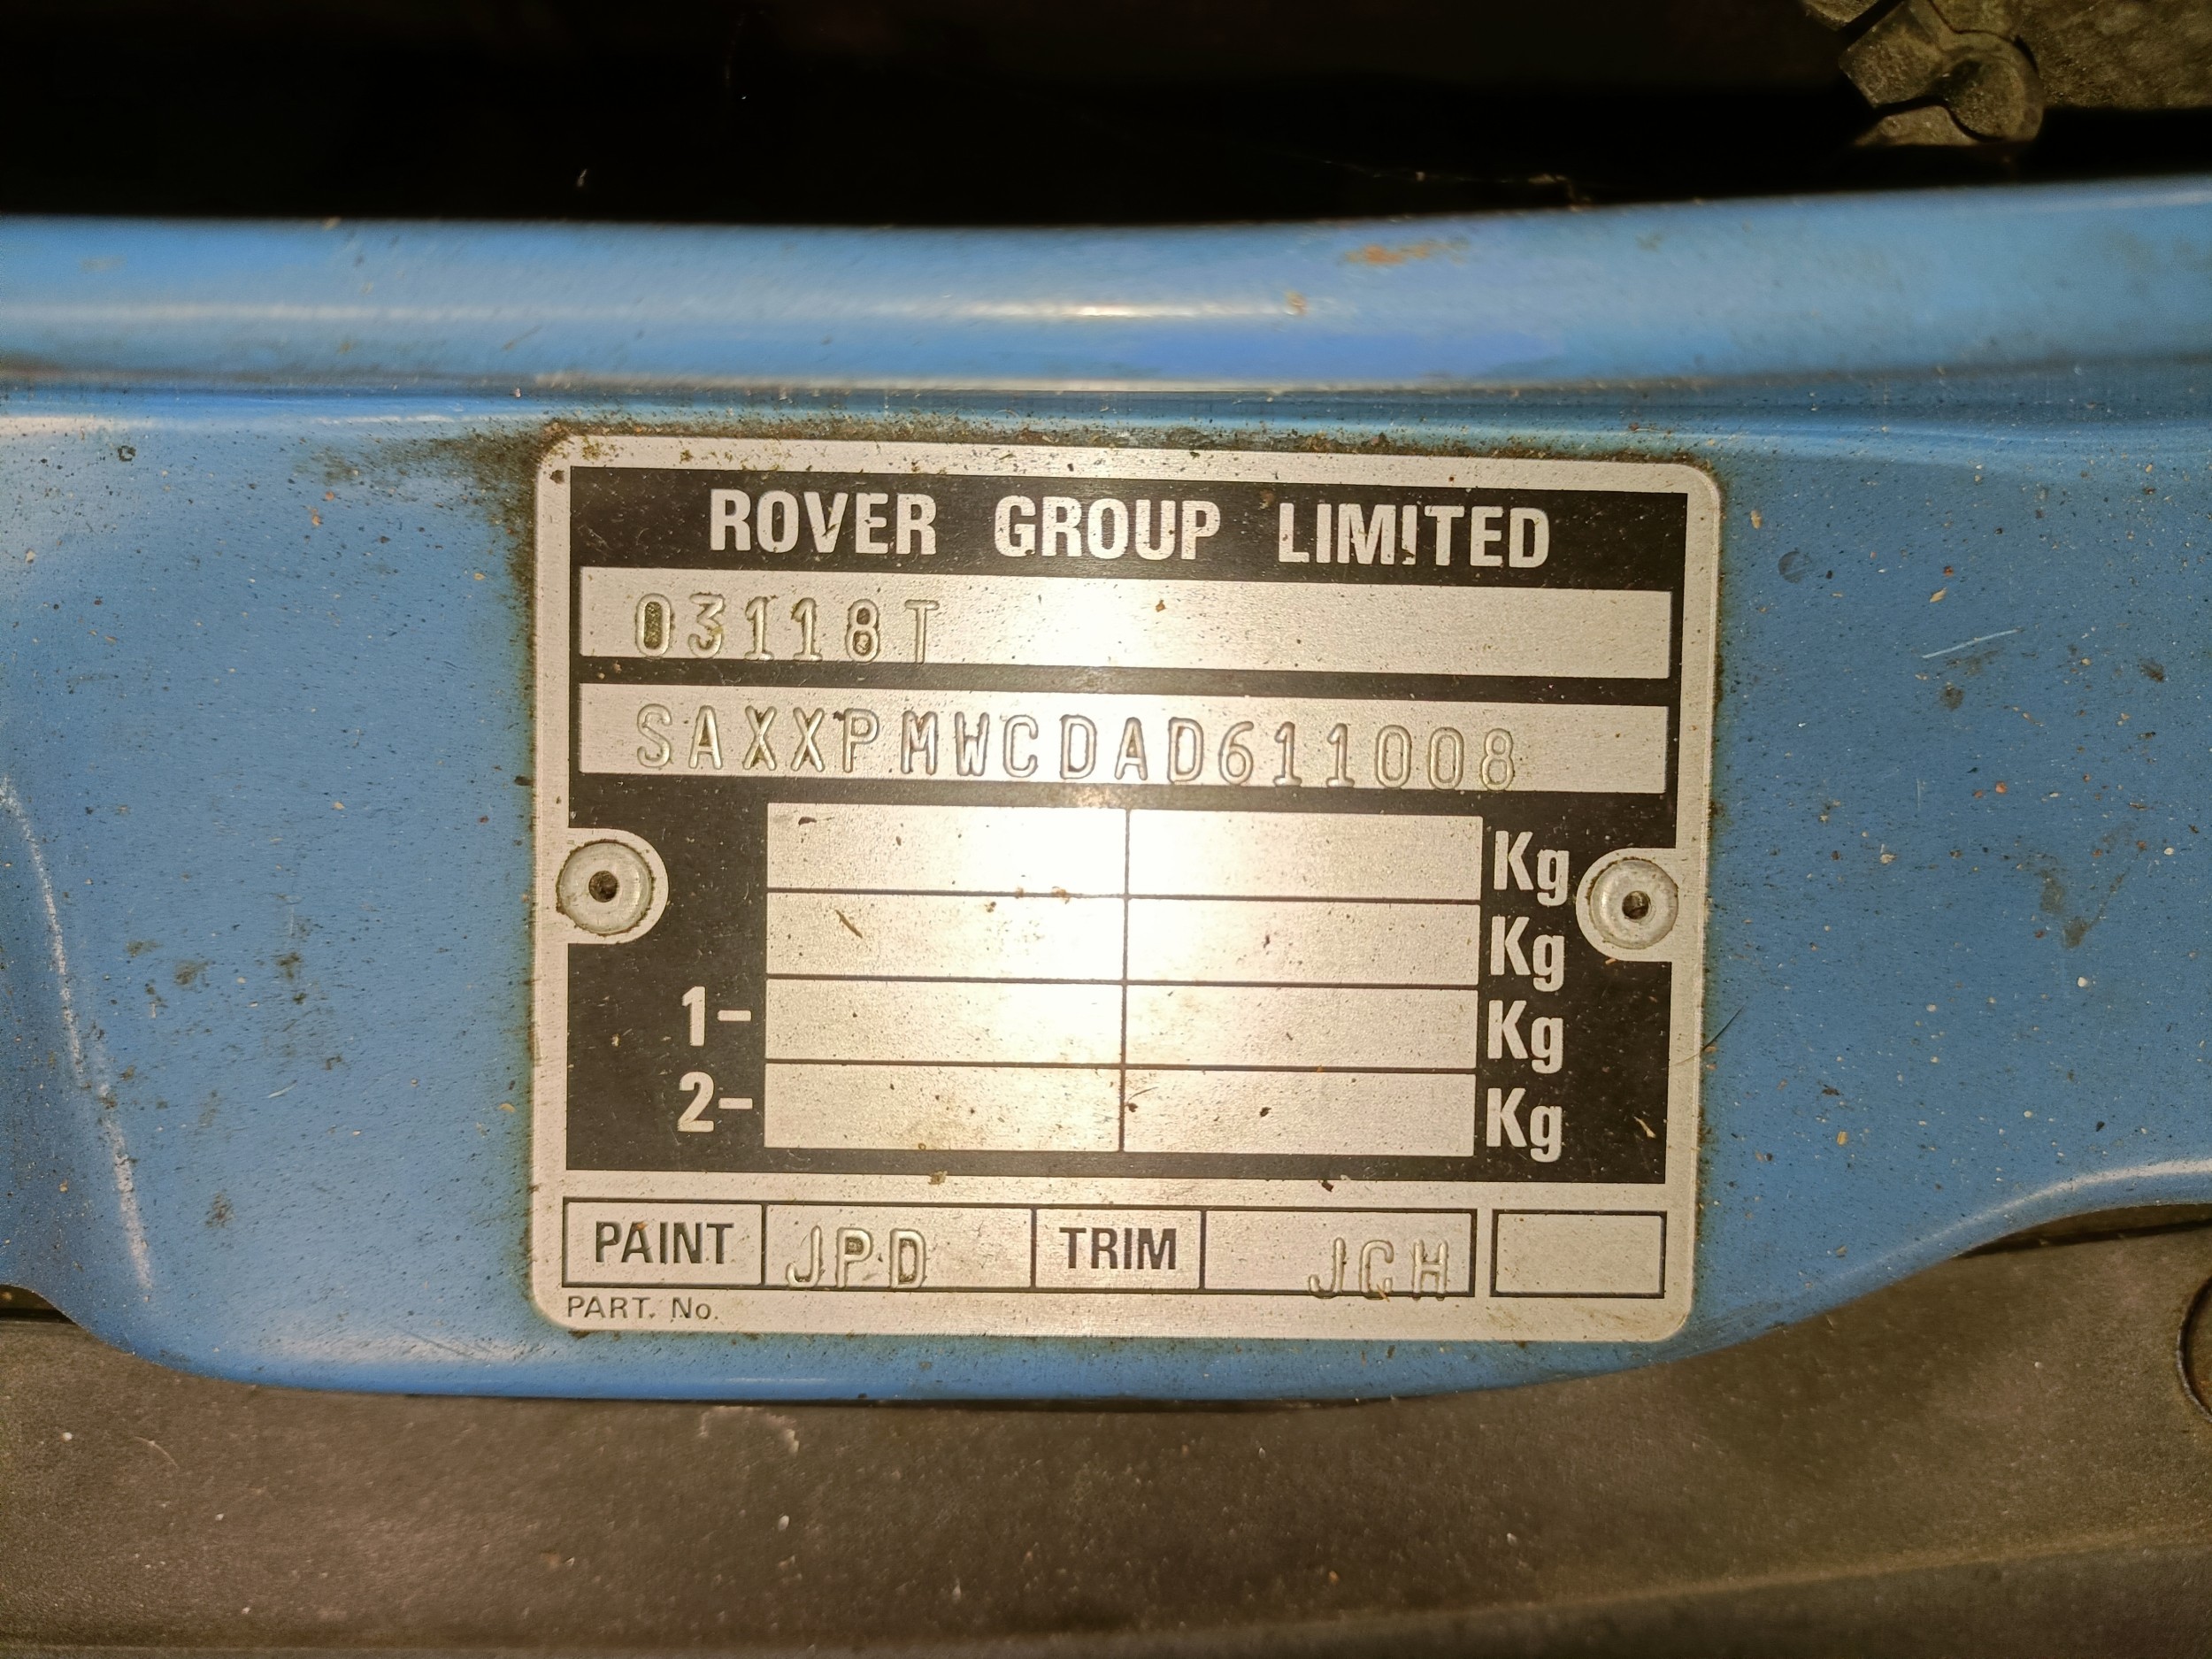 ROVER GROUP LIMITED
03118T
SAXXPMWCDAD611008
Kg
Kg
1- Kg
2- Kg
PAINT JPD TRIM JCH
PART. No.